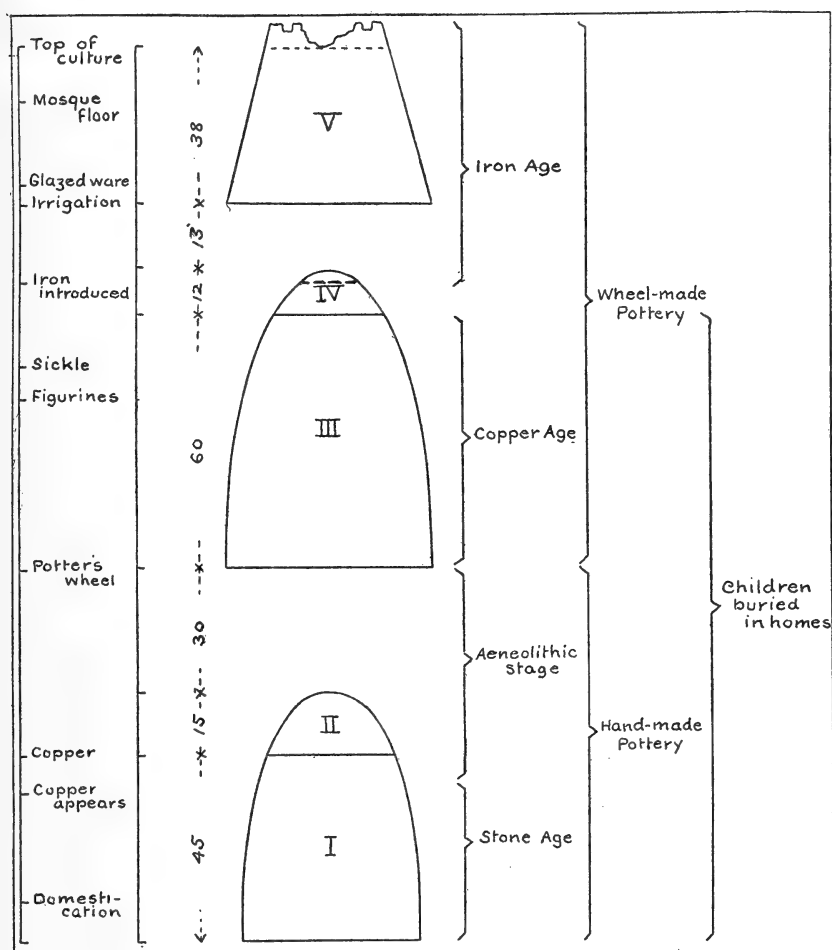 Top of
culture
Mosque
floor
Glazed ware
Irrigation
Iron
introduced
Sickle
Figurines
Potter's
wheel
Copper
Copper
appears
Domesti-
cation
38
13
12
60
30
15
45
V
IV
III
II
I
Iron Age
Copper Age
Aeneolithic
stage
Stone Age
Wheel-made
Pottery
Hand-made
Pottery
Children
buried
in homes